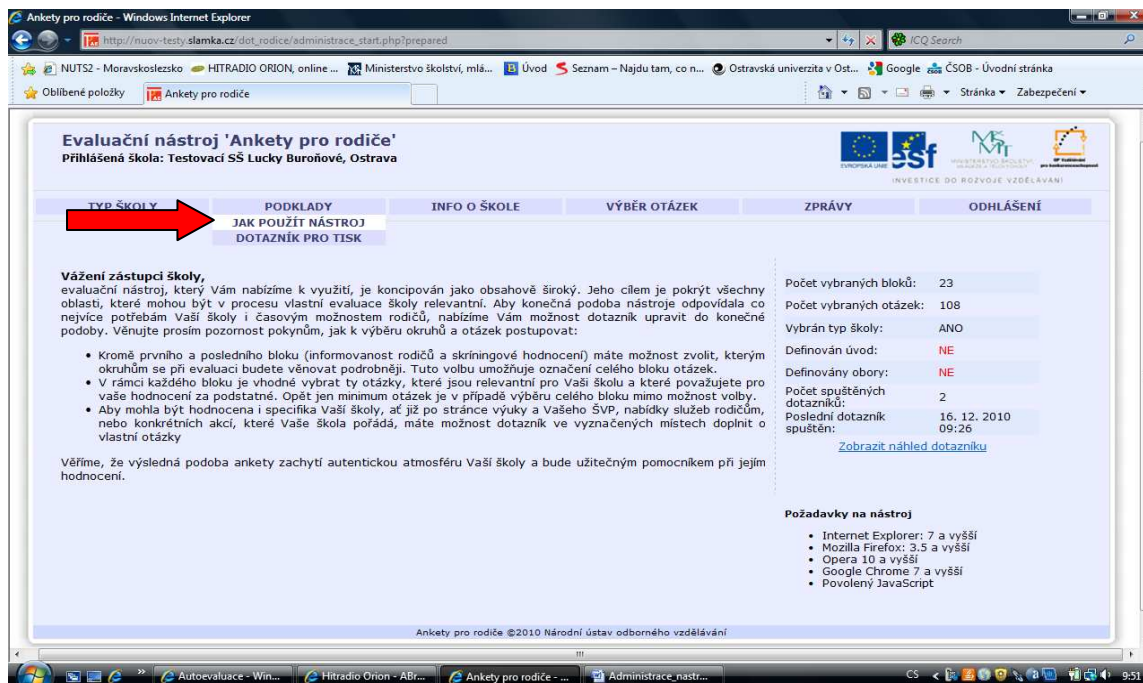 Ankety pro rodiče - Windows Internet Explorer
http://nuov-testy.slamka.cz/dot_rodice/administrace_start.php?prepared
ICQ Search
NUTS2 - Moravskoslezsko
HITRADIO ORION, online ...
Ministerstvo školství, mlá...
Úvod
Seznam – Najdu tam, co n...
Ostravská univerzita v Ost...
Google
ČSOB - Úvodní stránka
Oblíbené položky
Ankety pro rodiče
Stránka
Zabezpečení
Evaluační nástroj 'Ankety pro rodiče'
Přihlášená škola: Testovací SŠ Lucky Buroňové, Ostrava
EVROPSKÁ UNIE
esf
INVESTICE DO ROZVOJE VZDĚLÁVÁNÍ
TYP ŠKOLY
PODKLADY
INFO O ŠKOLE
VÝBĚR OTÁZEK
ZPRÁVY
ODHLÁŠENÍ
JAK POUŽÍT NÁSTROJ
DOTAZNÍK PRO TISK
Vážení zástupci školy,
evaluační nástroj, který Vám nabízíme k využití, je koncipován jako obsahově široký. Jeho cílem je pokrýt všechny
oblasti, které mohou být v procesu vlastní evaluace školy relevantní. Aby konečná podoba nástroje odpovídala co
nejvíce potřebám Vaší školy i časovým možnostem rodičů, nabízíme Vám možnost dotazník upravit do konečné
podoby. Věnujte prosím pozornost pokynům, jak k výběru okruhů a otázek postupovat:
• Kromě prvního a posledního bloku (informovanost rodičů a skríningové hodnocení) máte možnost zvolit, kterým
okruhům se při evaluaci budete věnovat podrobněji. Tuto volbu umožňuje označení celého bloku otázek.
• V rámci každého bloku je vhodné vybrat ty otázky, které jsou relevantní pro Vaši školu a které považujete pro
vaše hodnocení za podstatné. Opět jen minimum otázek je v případě výběru celého bloku mimo možnost volby.
• Aby mohla být hodnocena i specifika Vaší školy, ať již po stránce výuky a Vašeho ŠVP, nabídky služeb rodičům,
nebo konkrétních akcí, které Vaše škola pořádá, máte možnost dotazník ve vyznačených místech doplnit o
vlastní otázky
Věříme, že výsledná podoba ankety zachytí autentickou atmosféru Vaší školy a bude užitečným pomocníkem při jejím
hodnocení.
Počet vybraných bloků: 23
Počet vybraných otázek: 108
Vybrán typ školy: ANO
Definován úvod: NE
Definovány obory: NE
Počet spuštěných
dotazníků: 2
Poslední dotazník
spuštěn: 16. 12. 2010
09:26
Zobrazit náhled dotazníku
Požadavky na nástroj
• Internet Explorer: 7 a vyšší
• Mozilla Firefox: 3.5 a vyšší
• Opera 10 a vyšší
• Google Chrome 7 a vyšší
• Povolený JavaScript
Ankety pro rodiče ©2010 Národní ústav odborného vzdělávání
Autoevaluace - Win...
Hitradio Orion - ABr...
Ankety pro rodiče - ...
Administrace_nastr...
CS
9:51